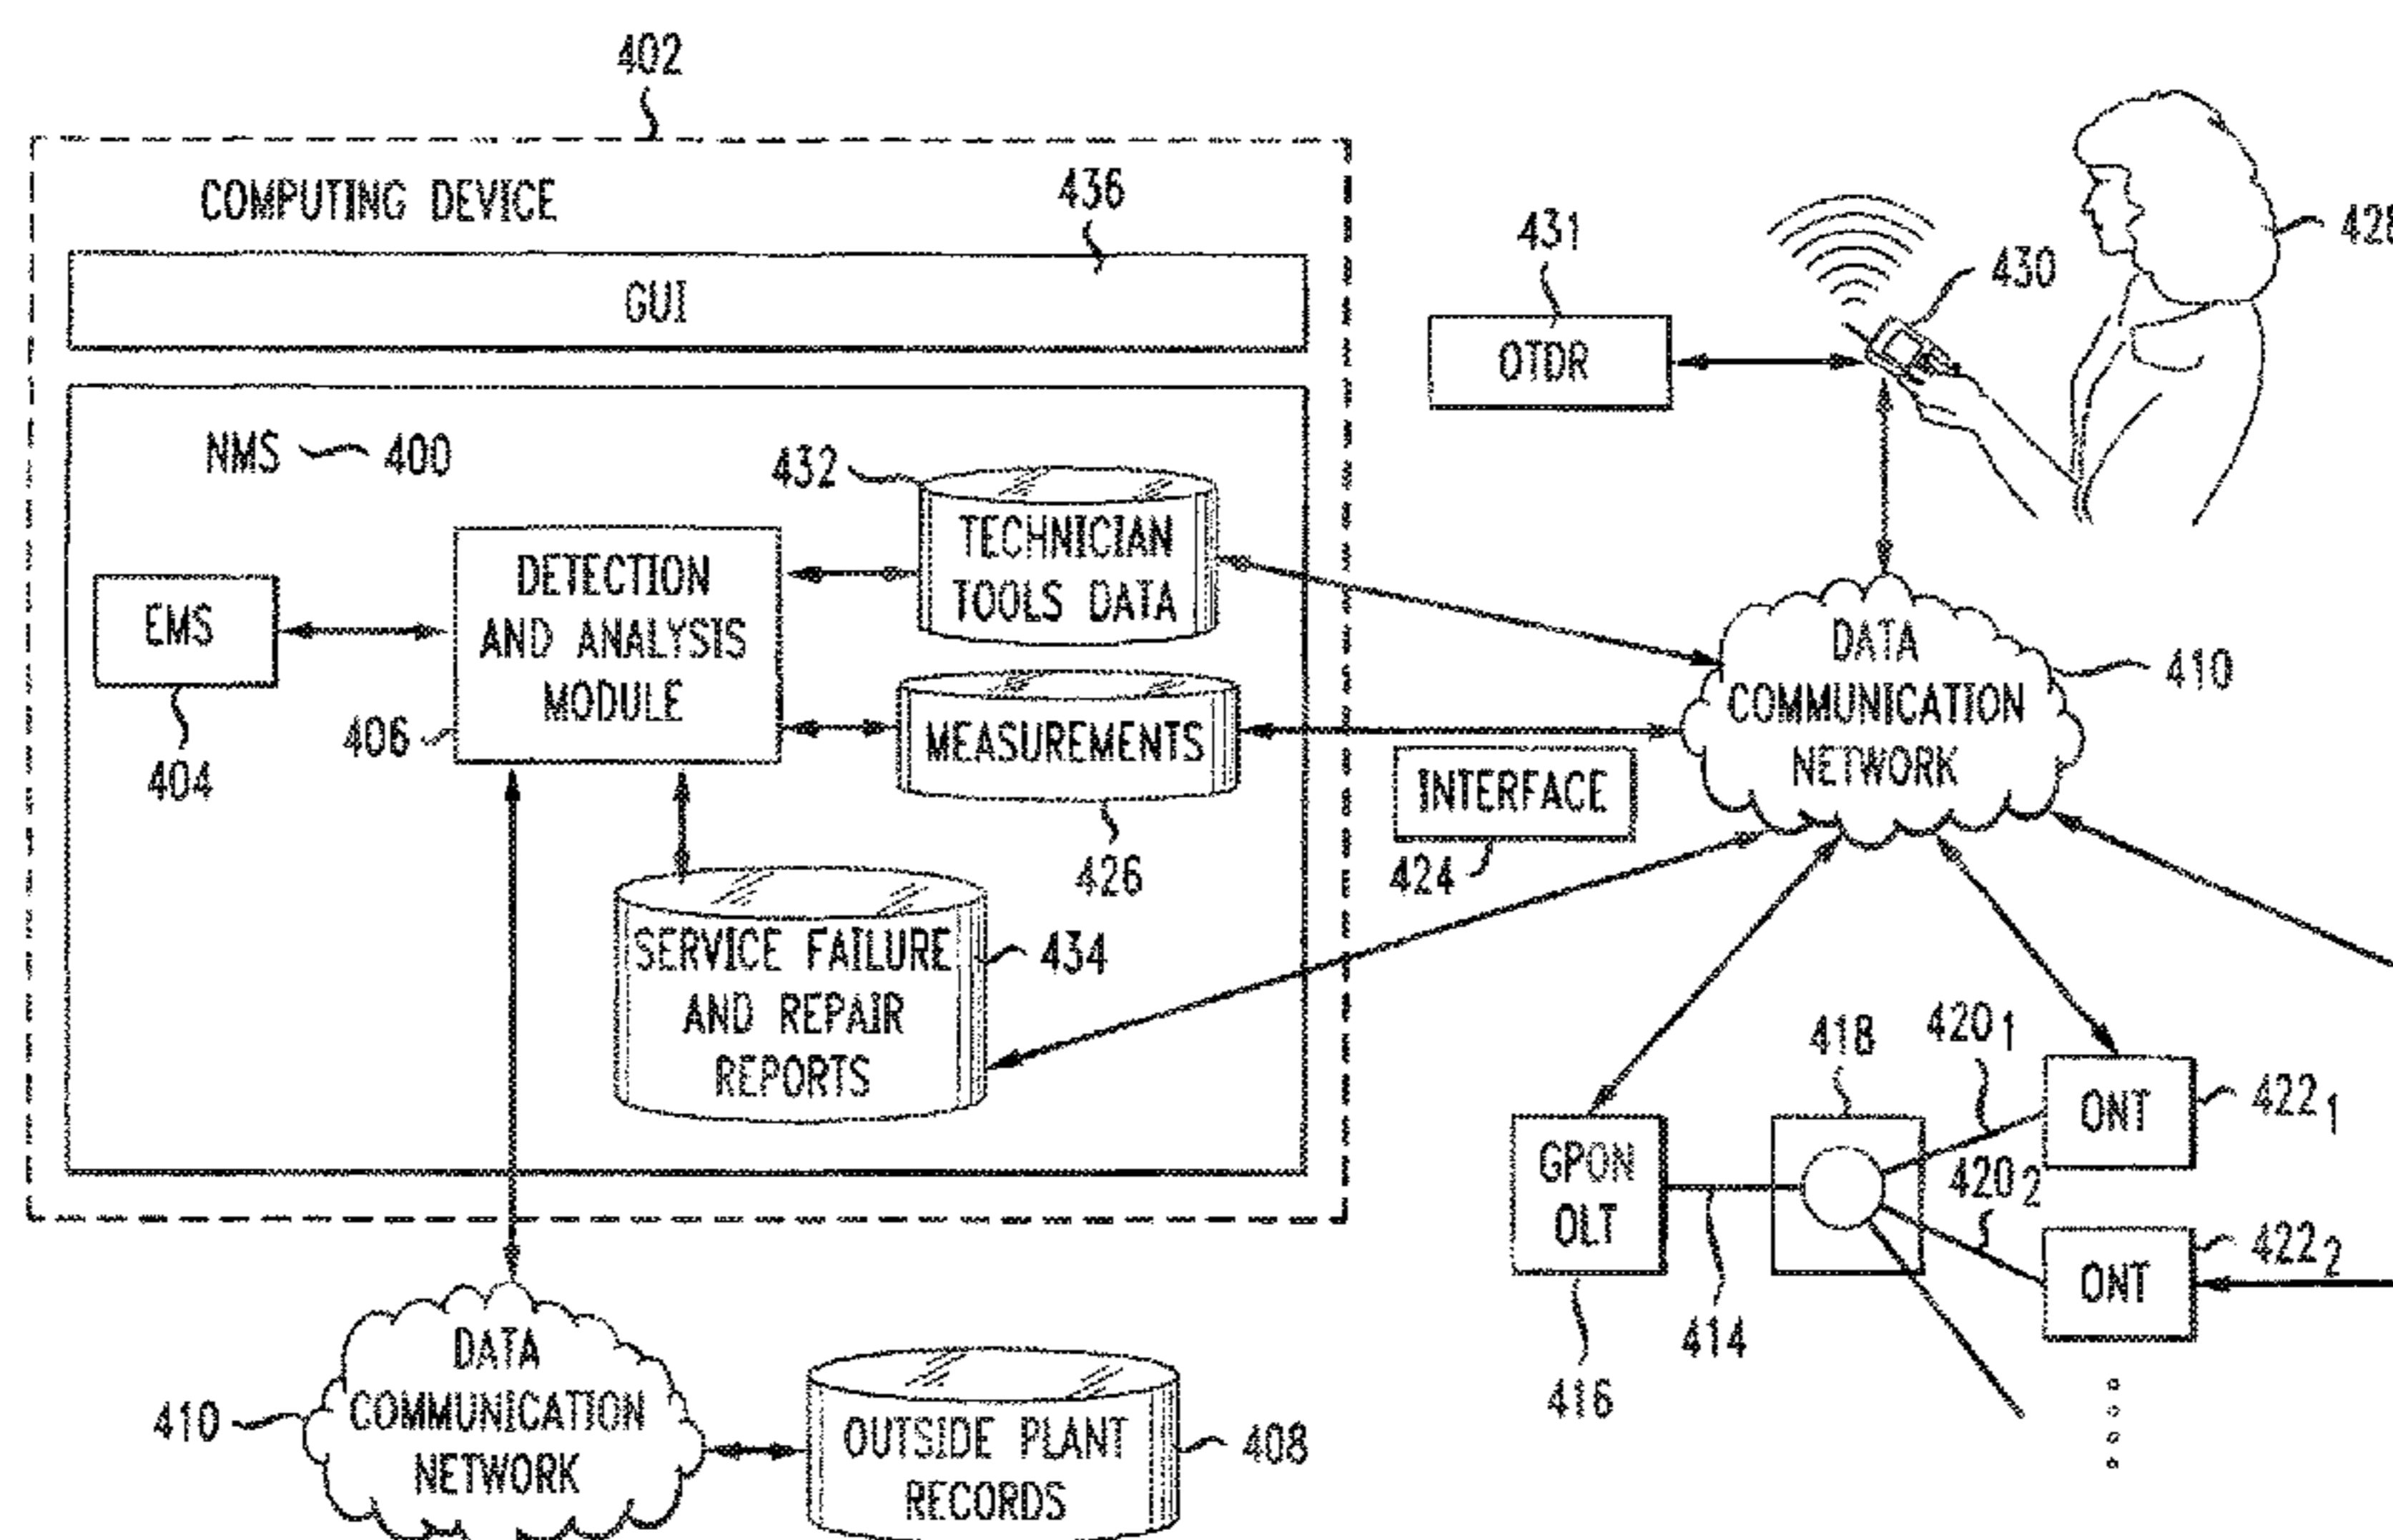 402
COMPUTING DEVICE
436
GUI
NMS 400
432
TECHNICIAN
TOOLS DATA
DETECTION
AND ANALYSIS
MODULE
EMS
404
406
MEASUREMENTS
426
SERVICE FAILURE
AND REPAIR
REPORTS
434
431
OTDR
430
DATA
COMMUNICATION
NETWORK
410
INTERFACE
424
418
420₁
ONT
422₁
GPON
OLT
420₂
ONT
422₂
414
416
DATA
COMMUNICATION
NETWORK
410
OUTSIDE PLANT
RECORDS
408